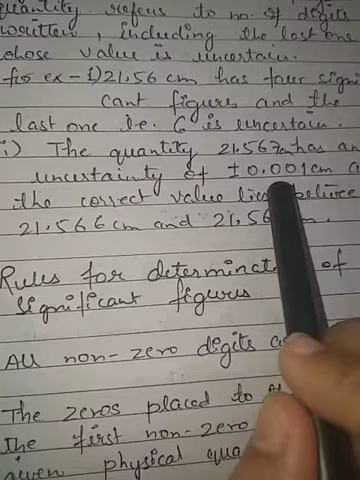 quantity refers to no. of digits
written, including the last one
whose value is uncertain.
for ex - i) 21.56 cm has four signi
cant figures and the
last one i.e. 6 is uncertain.
i) The quantity 21.567 has an
uncertainty of ±0.001cm
the correct value lies
21.566 cm and 21.56
Rules for determinat of
significant figures
All non-zero digits
The zeros placed to
the first non-zero
given physical qua